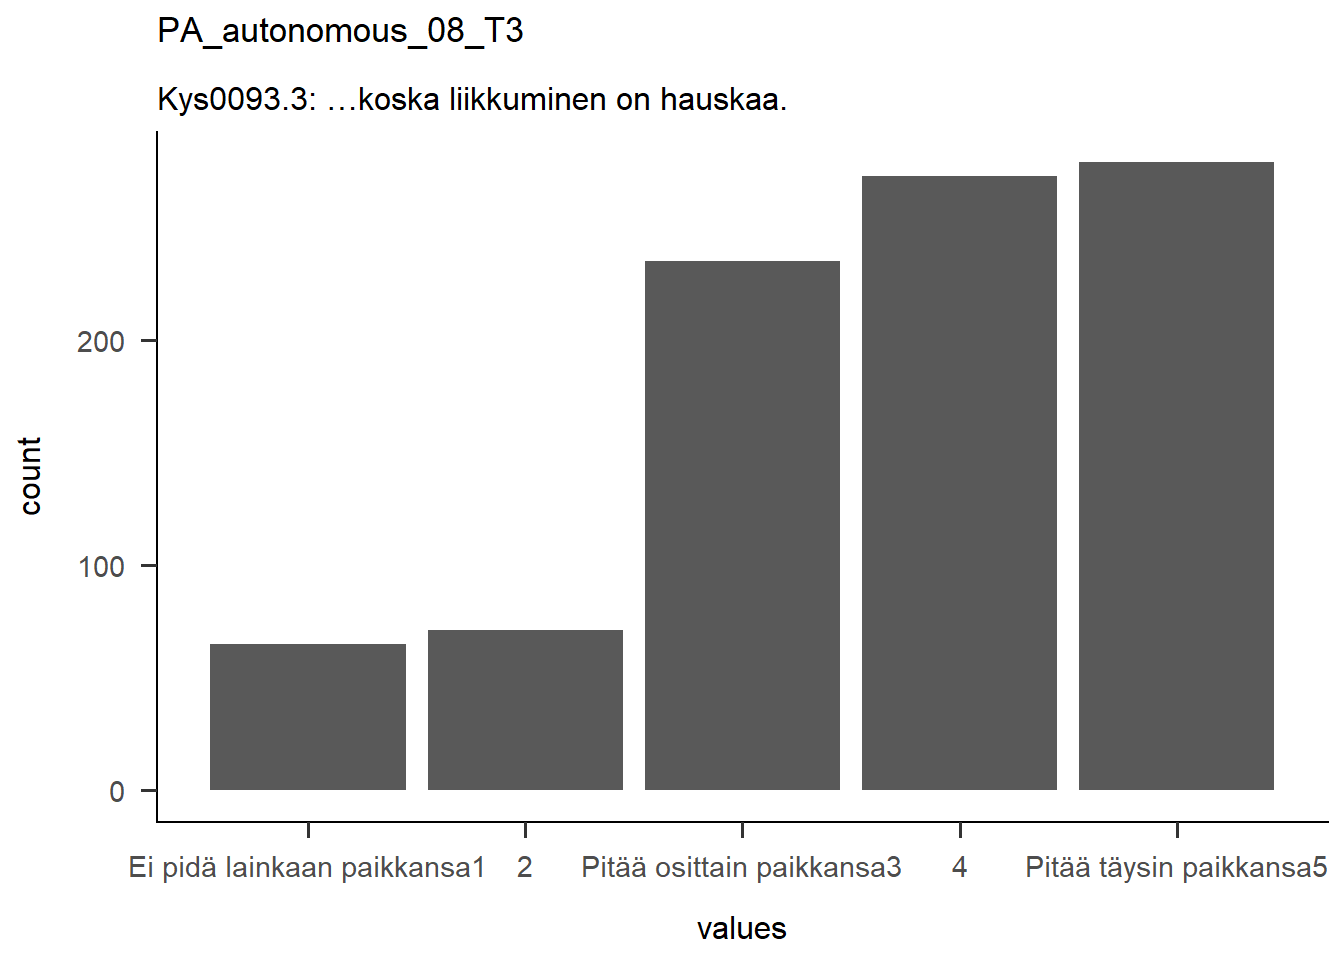 PA_autonomous_08_T3
Kys0093.3: …koska liikkuminen on hauskaa.
count
200
100
0
Ei pidä lainkaan paikkansa1
2
Pitää osittain paikkansa3
4
Pitää täysin paikkansa5
values